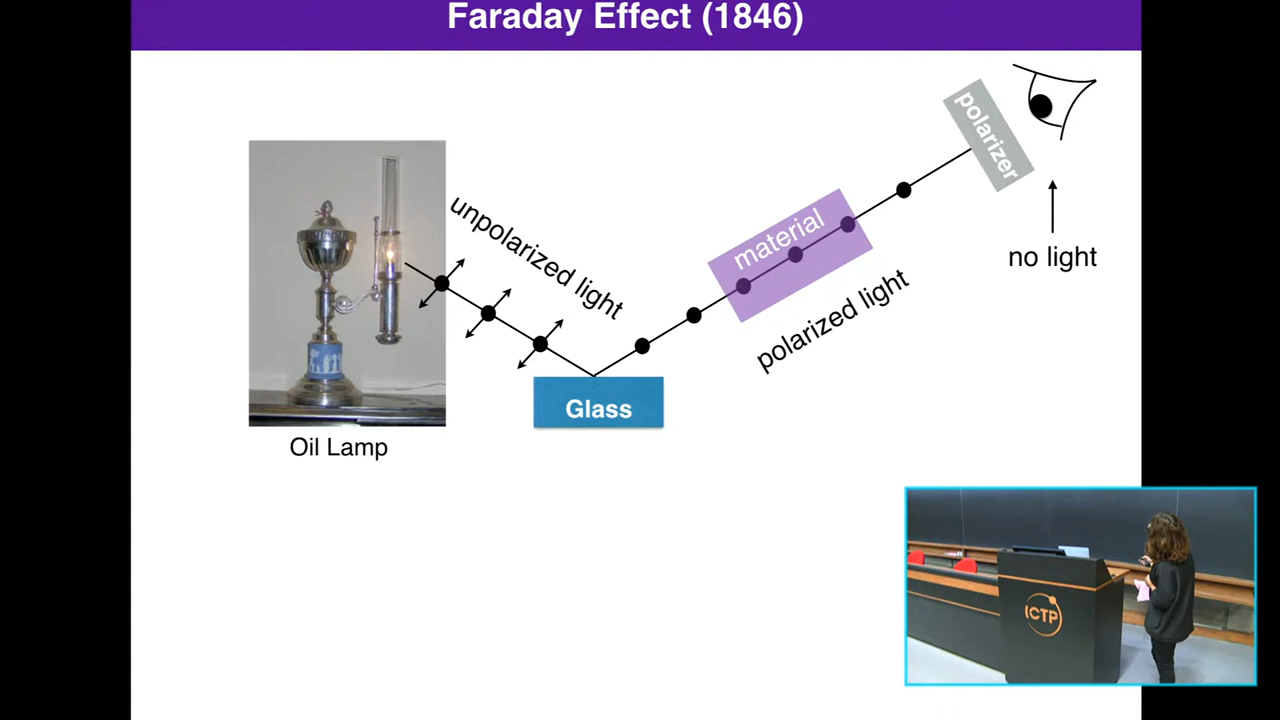 Faraday Effect (1846)
polarizer
unpolarized light
material
no light
polarized light
Glass
Oil Lamp
ICTP